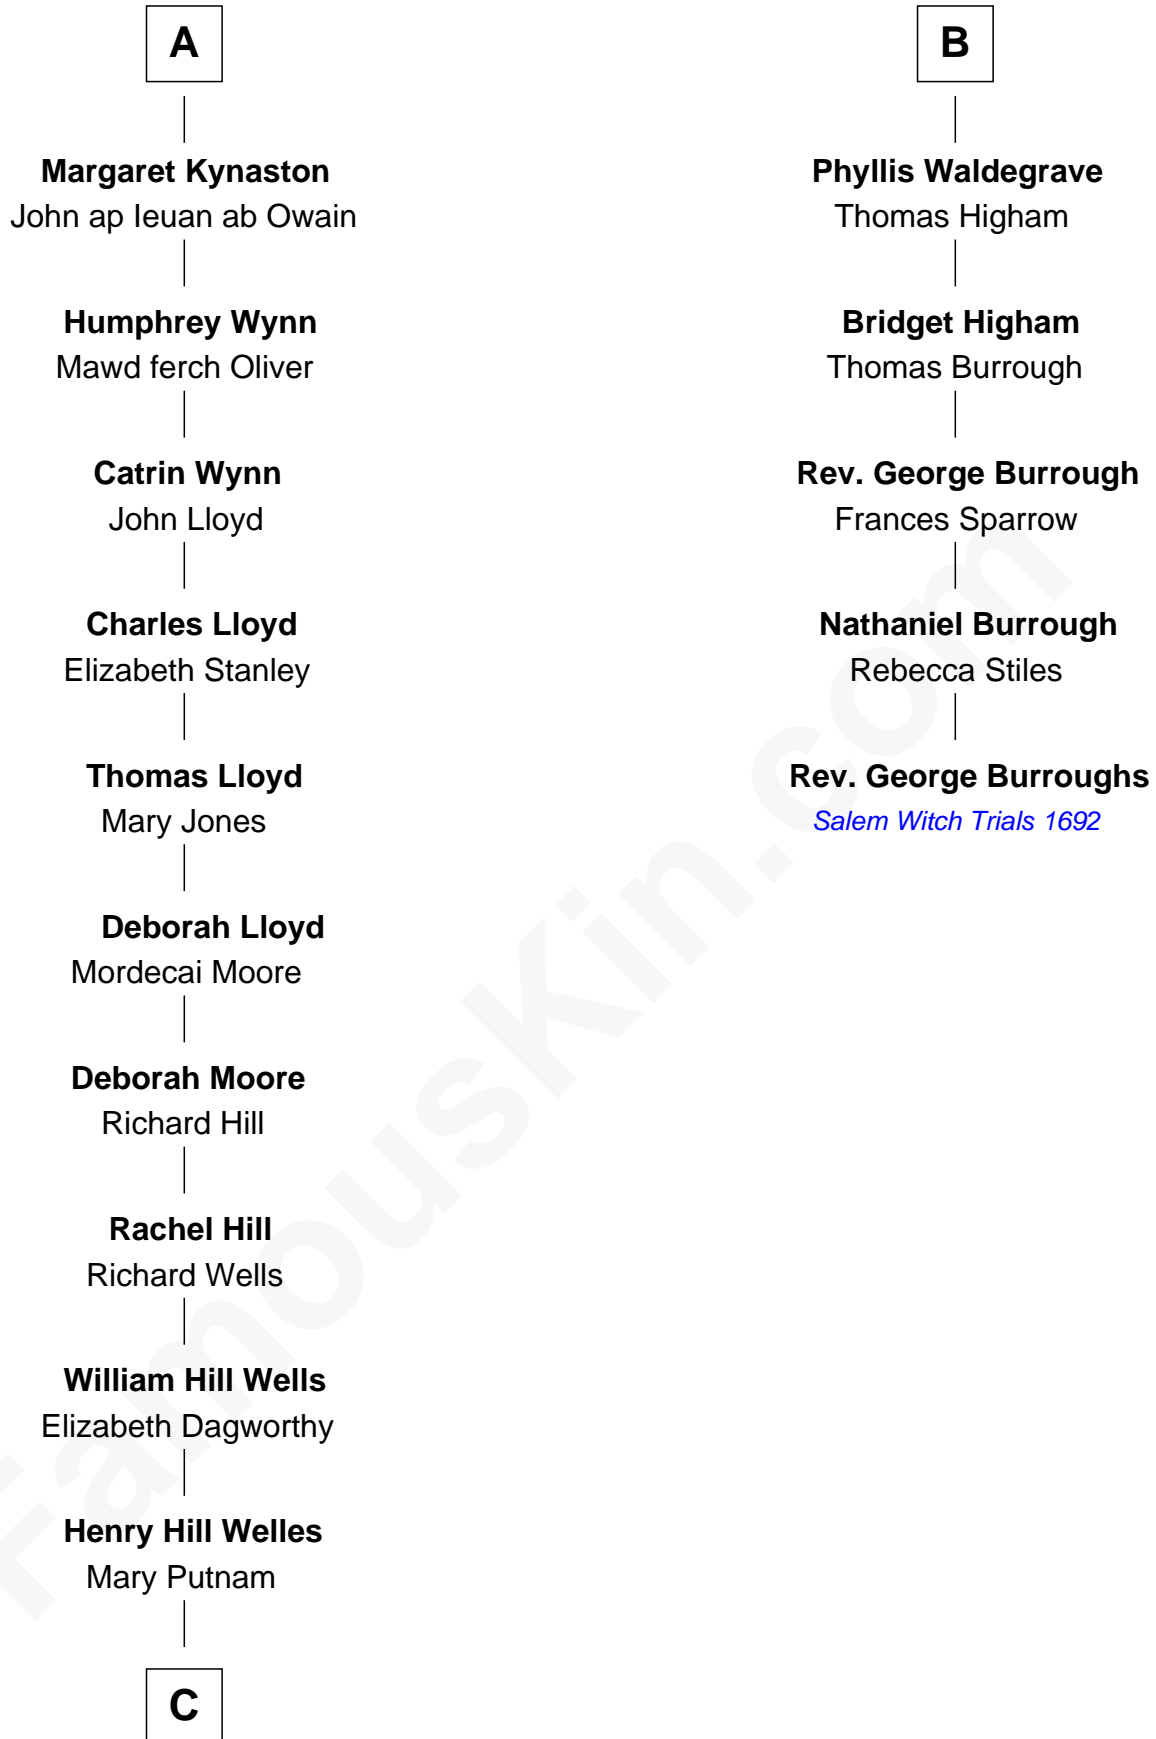 A
Margaret Kynaston
John ap Ieuan ab Owain
Humphrey Wynn
Mawd ferch Oliver
Catrin Wynn
John Lloyd
Charles Lloyd
Elizabeth Stanley
Thomas Lloyd
Mary Jones
Deborah Lloyd
Mordecai Moore
Deborah Moore
Richard Hill
Rachel Hill
Richard Wells
William Hill Wells
Elizabeth Dagworthy
Henry Hill Welles
Mary Putnam
C
B
Phyllis Waldegrave
Thomas Higham
Bridget Higham
Thomas Burrough
Rev. George Burrough
Frances Sparrow
Nathaniel Burrough
Rebecca Stiles
Rev. George Burroughs
Salem Witch Trials 1692
FamousKin.com